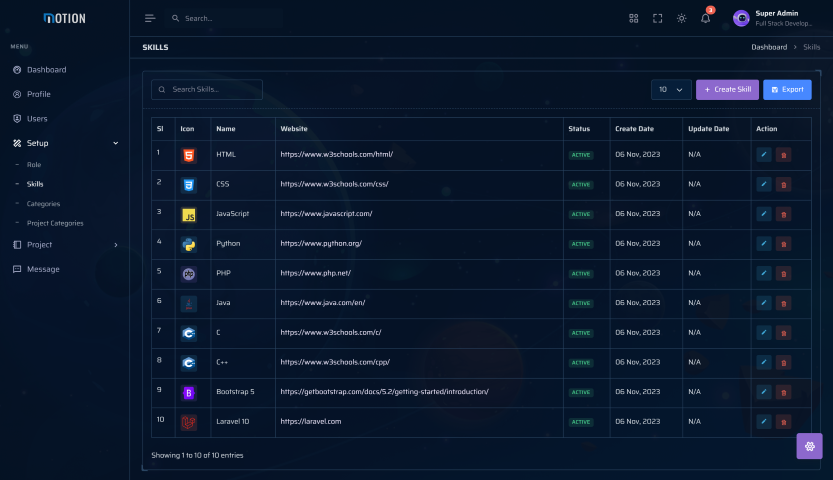 NOTION
Search...
3
Super Admin
Full Stack Develop...
MENU
SKILLS
Dashboard > Skills
Dashboard
Profile
Users
Setup
- Role
- Skills
- Categories
- Project Categories
Project
Message
Search Skills...
10
+ Create Skill
Export
Sl Icon Name Website Status Create Date Update Date Action
1 HTML https://www.w3schools.com/html/ ACTIVE 06 Nov, 2023 N/A
2 CSS https://www.w3schools.com/css/ ACTIVE 06 Nov, 2023 N/A
3 JS JavaScript https://www.javascript.com/ ACTIVE 06 Nov, 2023 N/A
4 Python https://www.python.org/ ACTIVE 06 Nov, 2023 N/A
5 php PHP https://www.php.net/ ACTIVE 06 Nov, 2023 N/A
6 Java https://www.java.com/en/ ACTIVE 06 Nov, 2023 N/A
7 C C https://www.w3schools.com/c/ ACTIVE 06 Nov, 2023 N/A
8 C C++ https://www.w3schools.com/cpp/ ACTIVE 06 Nov, 2023 N/A
9 B Bootstrap 5 https://getbootstrap.com/docs/5.2/getting-started/introduction/ ACTIVE 06 Nov, 2023 N/A
10 Laravel 10 https://laravel.com ACTIVE 06 Nov, 2023 N/A
Showing 1 to 10 of 10 entries